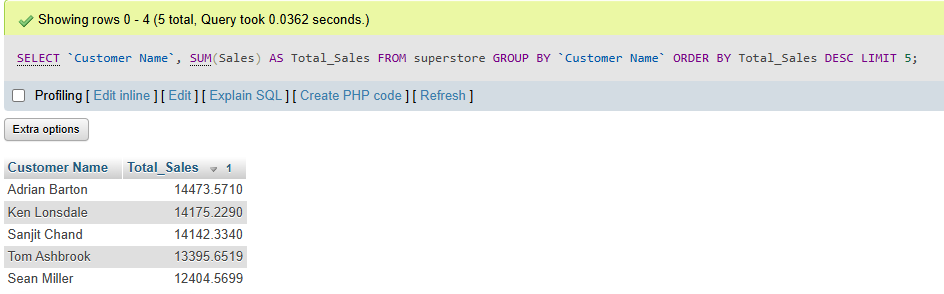 Showing rows 0 - 4 (5 total, Query took 0.0362 seconds.)
SELECT `Customer Name`, SUM(Sales) AS Total_Sales FROM superstore GROUP BY `Customer Name` ORDER BY Total_Sales DESC LIMIT 5;
Profiling [ Edit inline ] [ Edit ] [ Explain SQL ] [ Create PHP code ] [ Refresh ]
Extra options
Customer Name Total_Sales 1
Adrian Barton 14473.5710
Ken Lonsdale 14175.2290
Sanjit Chand 14142.3340
Tom Ashbrook 13395.6519
Sean Miller 12404.5699